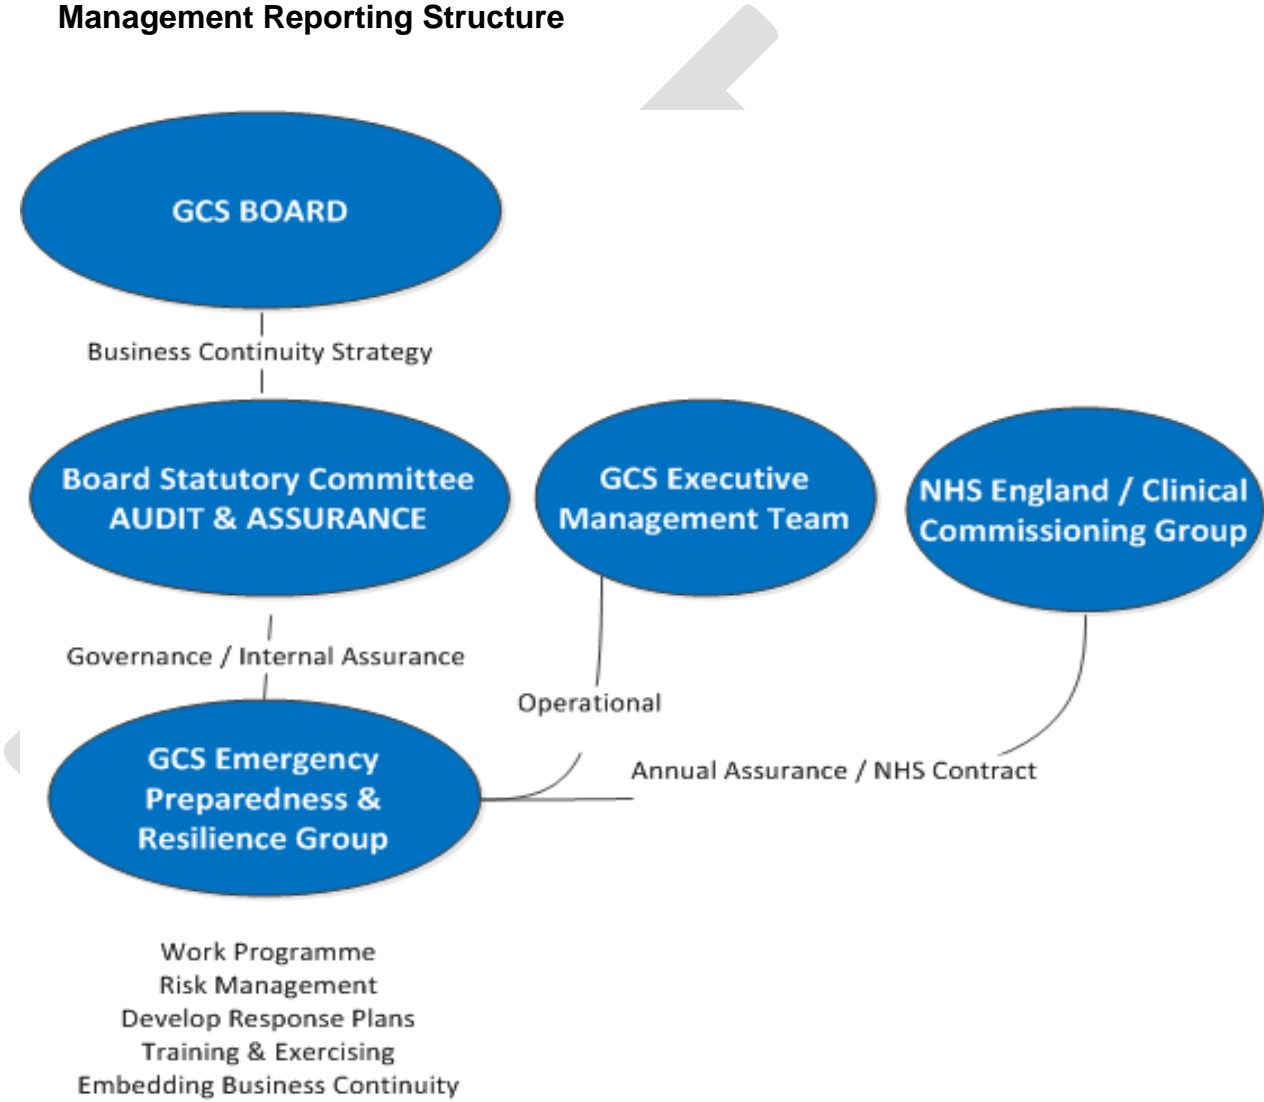 Management Reporting Structure
GCS BOARD
Business Continuity Strategy
Board Statutory Committee
AUDIT & ASSURANCE
GCS Executive
Management Team
NHS England / Clinical
Commissioning Group
Governance / Internal Assurance
Operational
Annual Assurance / NHS Contract
GCS Emergency
Preparedness &
Resilience Group
Work Programme
Risk Management
Develop Response Plans
Training & Exercising
Embedding Business Continuity